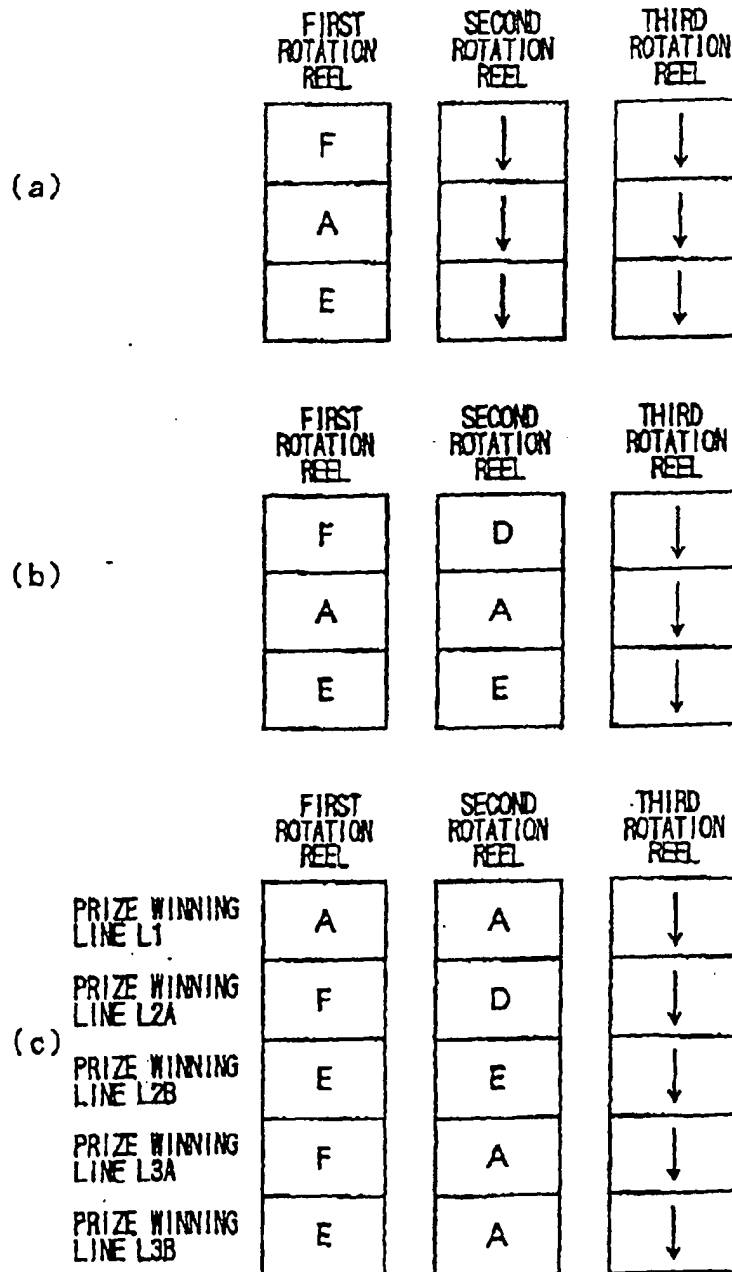 FIRST ROTATION REEL
SECOND ROTATION REEL
THIRD ROTATION REEL
(a)
F
A
E
FIRST ROTATION REEL
SECOND ROTATION REEL
THIRD ROTATION REEL
(b)
F D
A A
E E
FIRST ROTATION REEL
SECOND ROTATION REEL
THIRD ROTATION REEL
(c)
PRIZE WINNING
LINE L1
A A
PRIZE WINNING
LINE L2A
F D
PRIZE WINNING
LINE L2B
E E
PRIZE WINNING
LINE L3A
F A
PRIZE WINNING
LINE L3B
E A